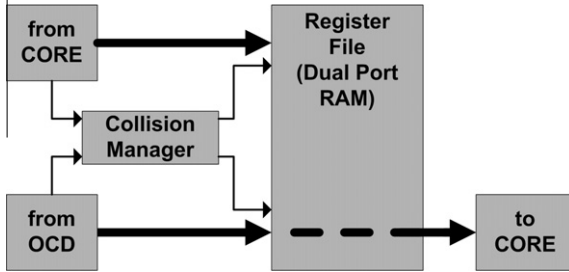 from
CORE
Register
File
(Dual Port
RAM)
Collision
Manager
from
OCD
to
CORE